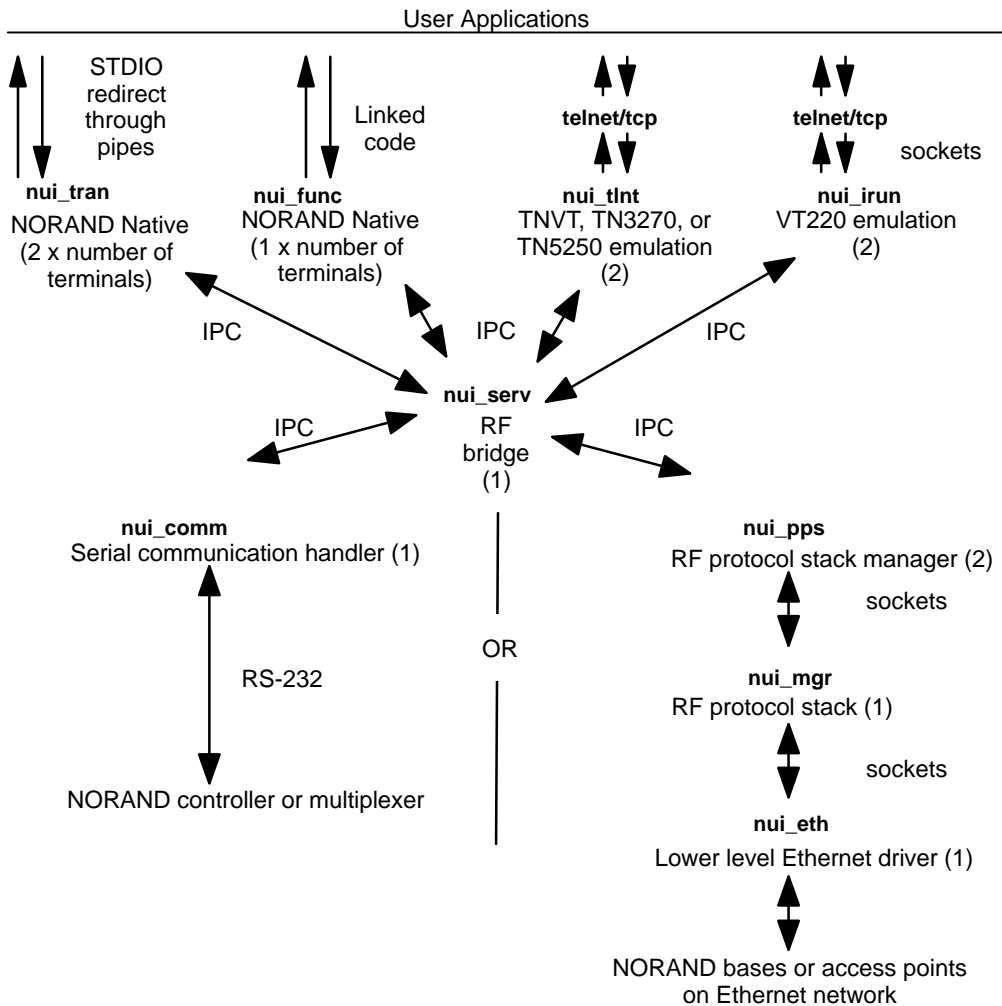 User Applications
STDIO
redirect
through
pipes
Linked
code
telnet/tcp
telnet/tcp
sockets
nui_tran
NORAND Native
(2 x number of
terminals)
nui_func
NORAND Native
(1 x number of
terminals)
nui_tlnt
TNVT, TN3270, or
TN5250 emulation
(2)
nui_irun
VT220 emulation
(2)
IPC
IPC
IPC
nui_serv
RF
bridge
(1)
IPC
IPC
nui_comm
Serial communication handler (1)
RS-232
NORAND controller or multiplexer
OR
nui_pps
RF protocol stack manager (2)
sockets
nui_mgr
RF protocol stack (1)
sockets
nui_eth
Lower level Ethernet driver (1)
NORAND bases or access points
on Ethernet network